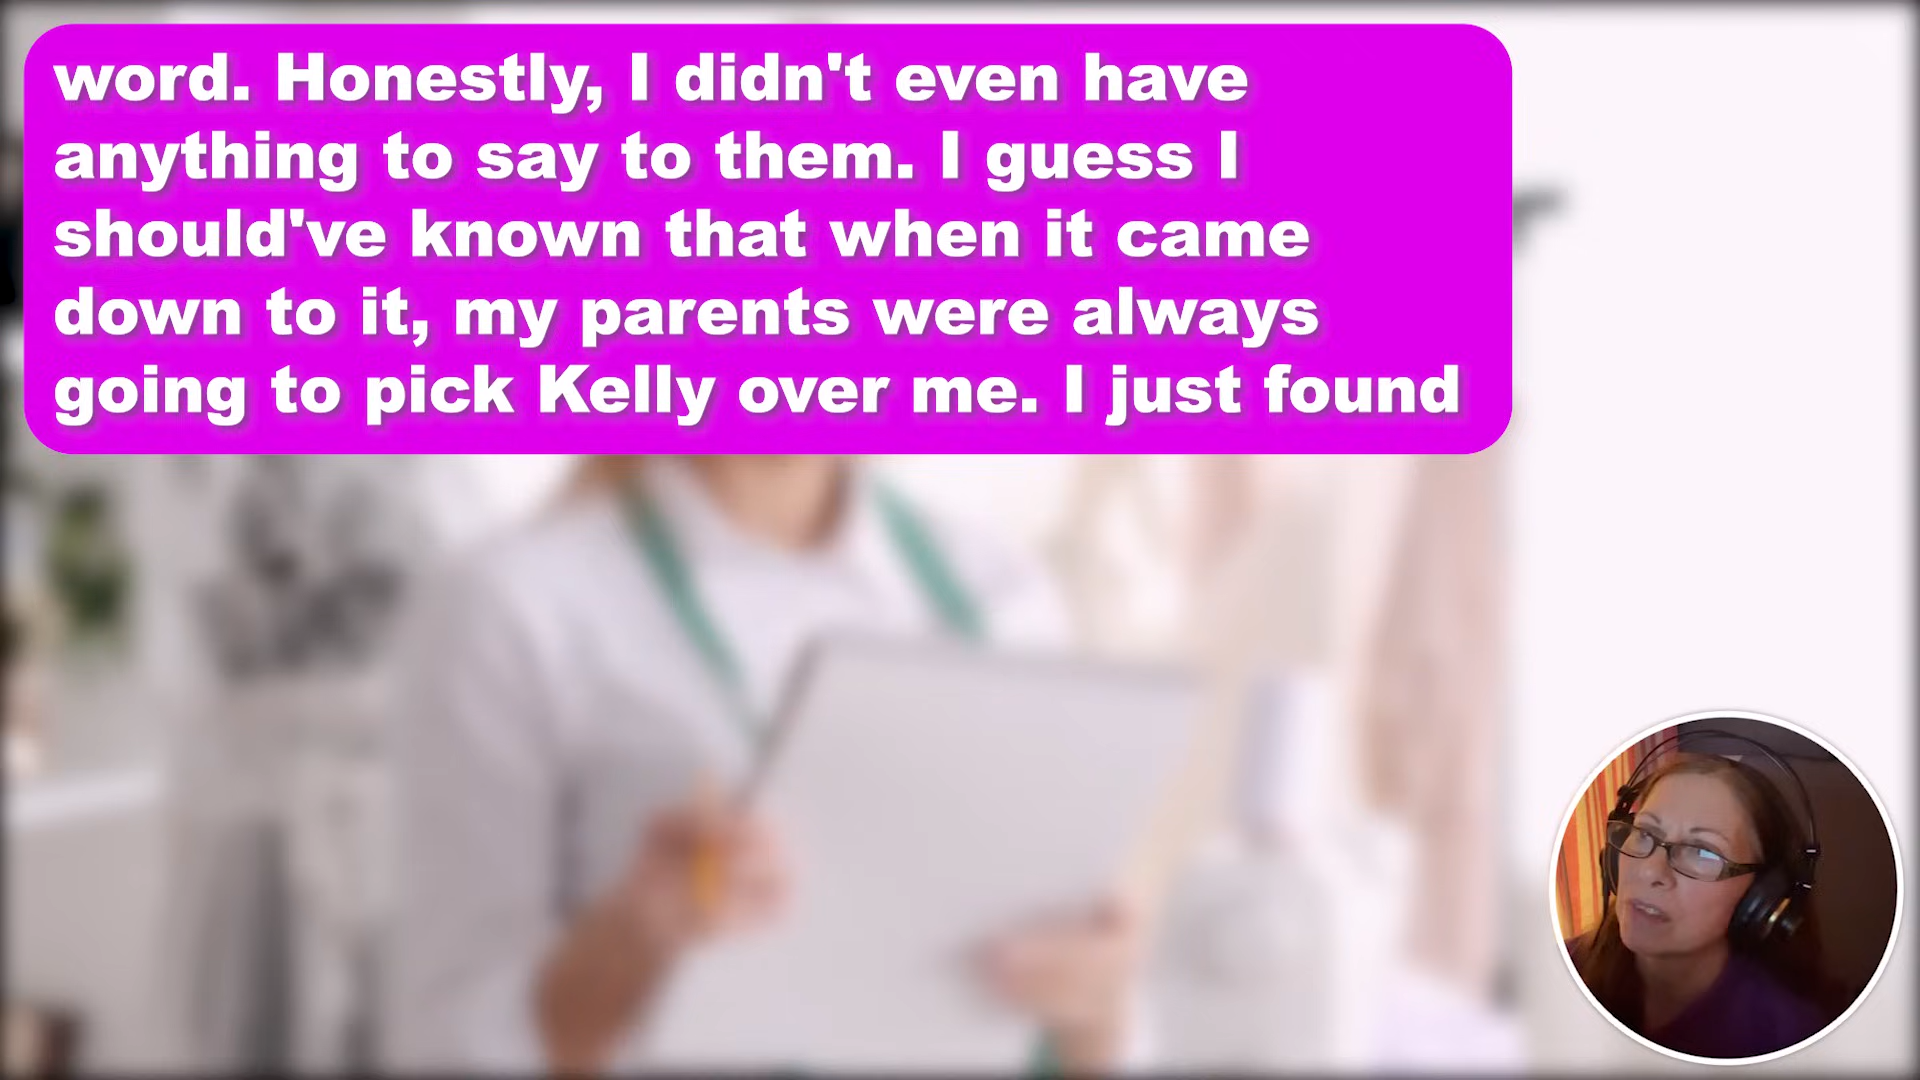 word. Honestly, I didn't even have
anything to say to them. I guess I
should've known that when it came
down to it, my parents were always
going to pick Kelly over me. I just found